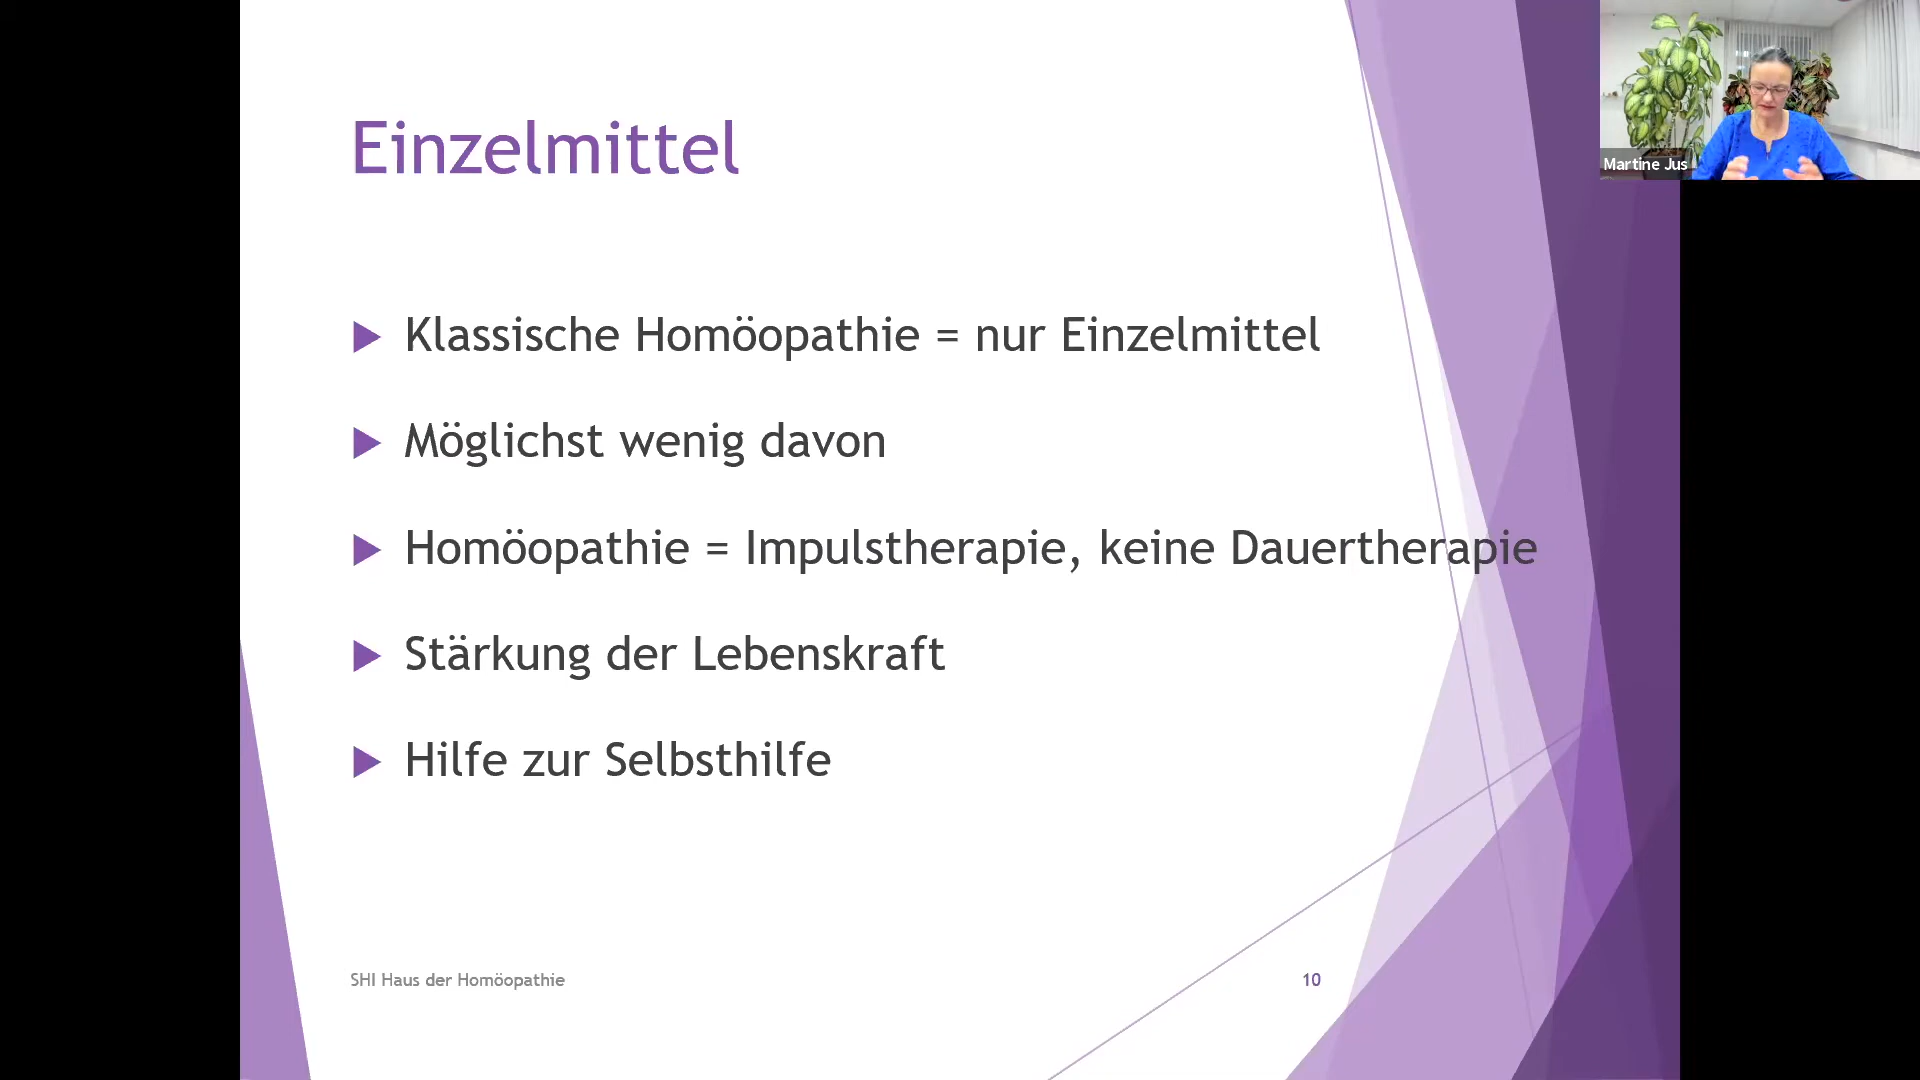 Einzelmittel
Klassische Homöopathie = nur Einzelmittel
Möglichst wenig davon
Homöopathie = Impulstherapie, keine Dauertherapie
Stärkung der Lebenskraft
Hilfe zur Selbsthilfe
SHI Haus der Homöopathie
10
Martine Jus